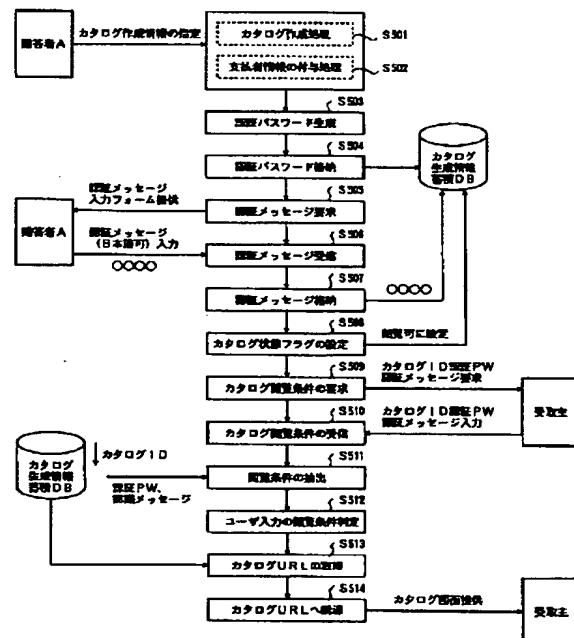 贈答者A
カタログ作成情報の指定
カタログ作成処理
S501
支払者情報の付与処理
S502
S503
認証パスワード生成
S504
認証パスワード格納
カタログ
生成情報
蓄積DB
S505
認証メッセージ
入力フォーム提供
認証メッセージ要求
S506
贈答者A
認証メッセージ
(日本語可)入力
○○○○
認証メッセージ受信
S507
認証メッセージ格納
○○○○
S508
カタログ状態フラグの設定
閲覧可に設定
S509
カタログ閲覧条件の要求
カタログID認証PW
認証メッセージ要求
受取主
S510
カタログ閲覧条件の受信
カタログID認証PW
認証メッセージ入力
カタログ
生成情報
蓄積DB
カタログID
S511
閲覧条件の抽出
認証PW、
認証メッセージ
S512
ユーザ入力の閲覧条件判定
S513
カタログURLの取得
S514
カタログURLへ誘導
カタログ画面提供
受取主